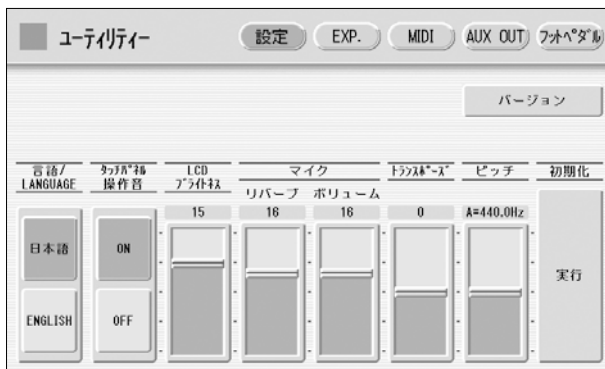 ユーティリティー
設定 EXP. MIDI AUX OUT フットペダル
バージョン
言語/ LANGUAGE
タッチパネル 操作音
LCD ブライトネス
マイク
リバーブ ボリューム
トランスポーズ
ピッチ
初期化
15 16 16 0 A=440.0Hz
日本語 ON
実行
ENGLISH OFF